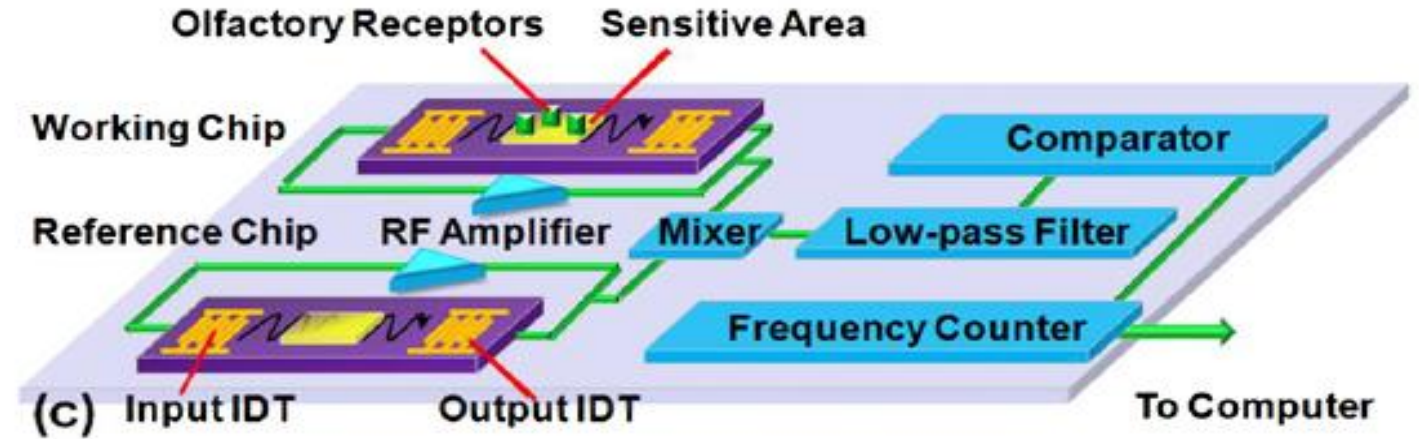 Olfactory Receptors
Sensitive Area
Working Chip
Comparator
Reference Chip
RF Amplifier
Mixer
Low-pass Filter
Frequency Counter
(c)
Input IDT
Output IDT
To Computer